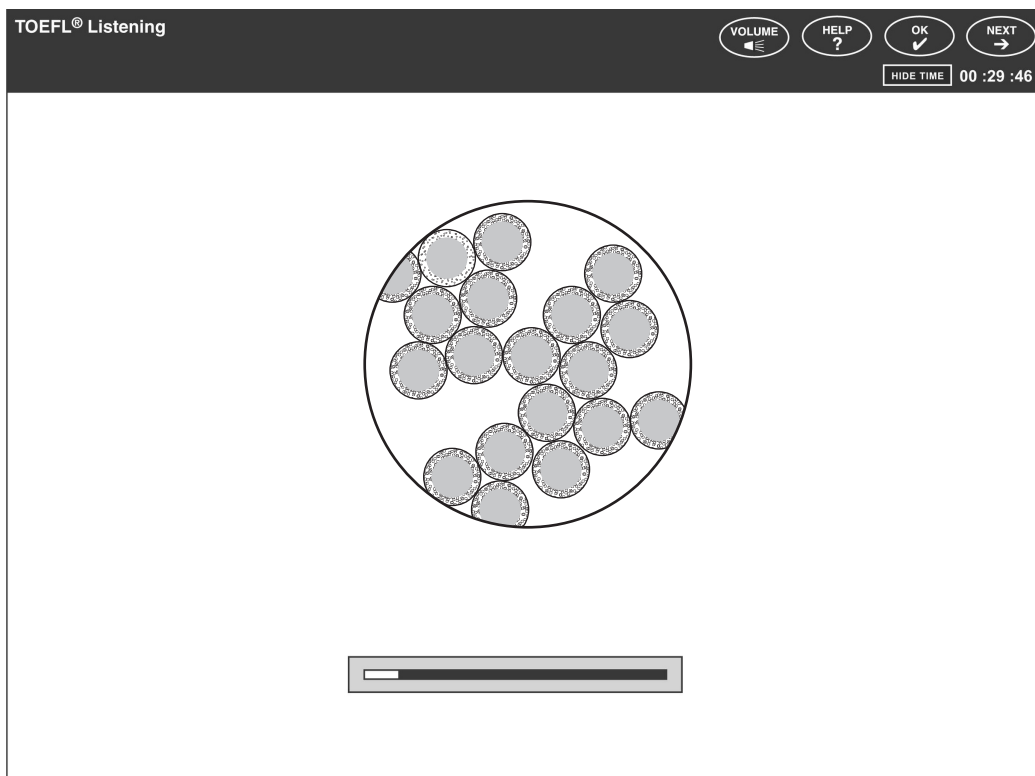 TOEFL® Listening
VOLUME
HELP
?
OK
NEXT
HIDE TIME 00 :29 :46